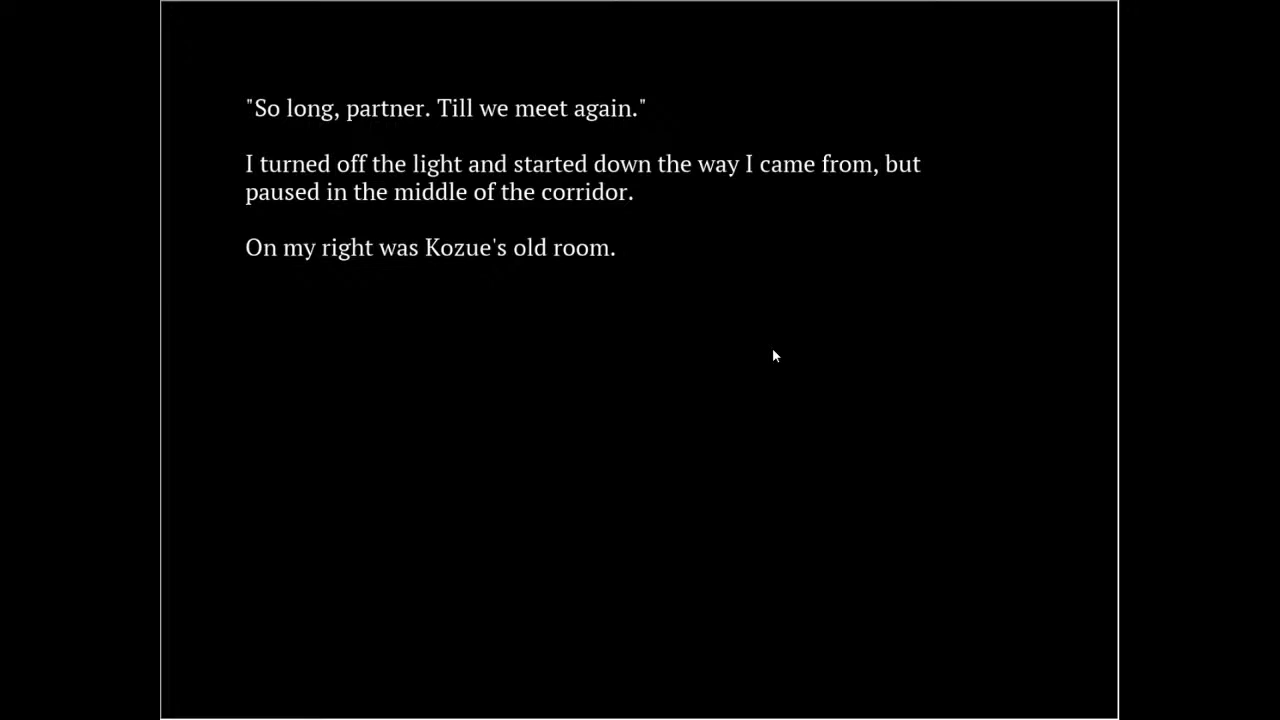 "So long, partner. Till we meet again."
I turned off the light and started down the way I came from, but
paused in the middle of the corridor.
On my right was Kozue's old room.